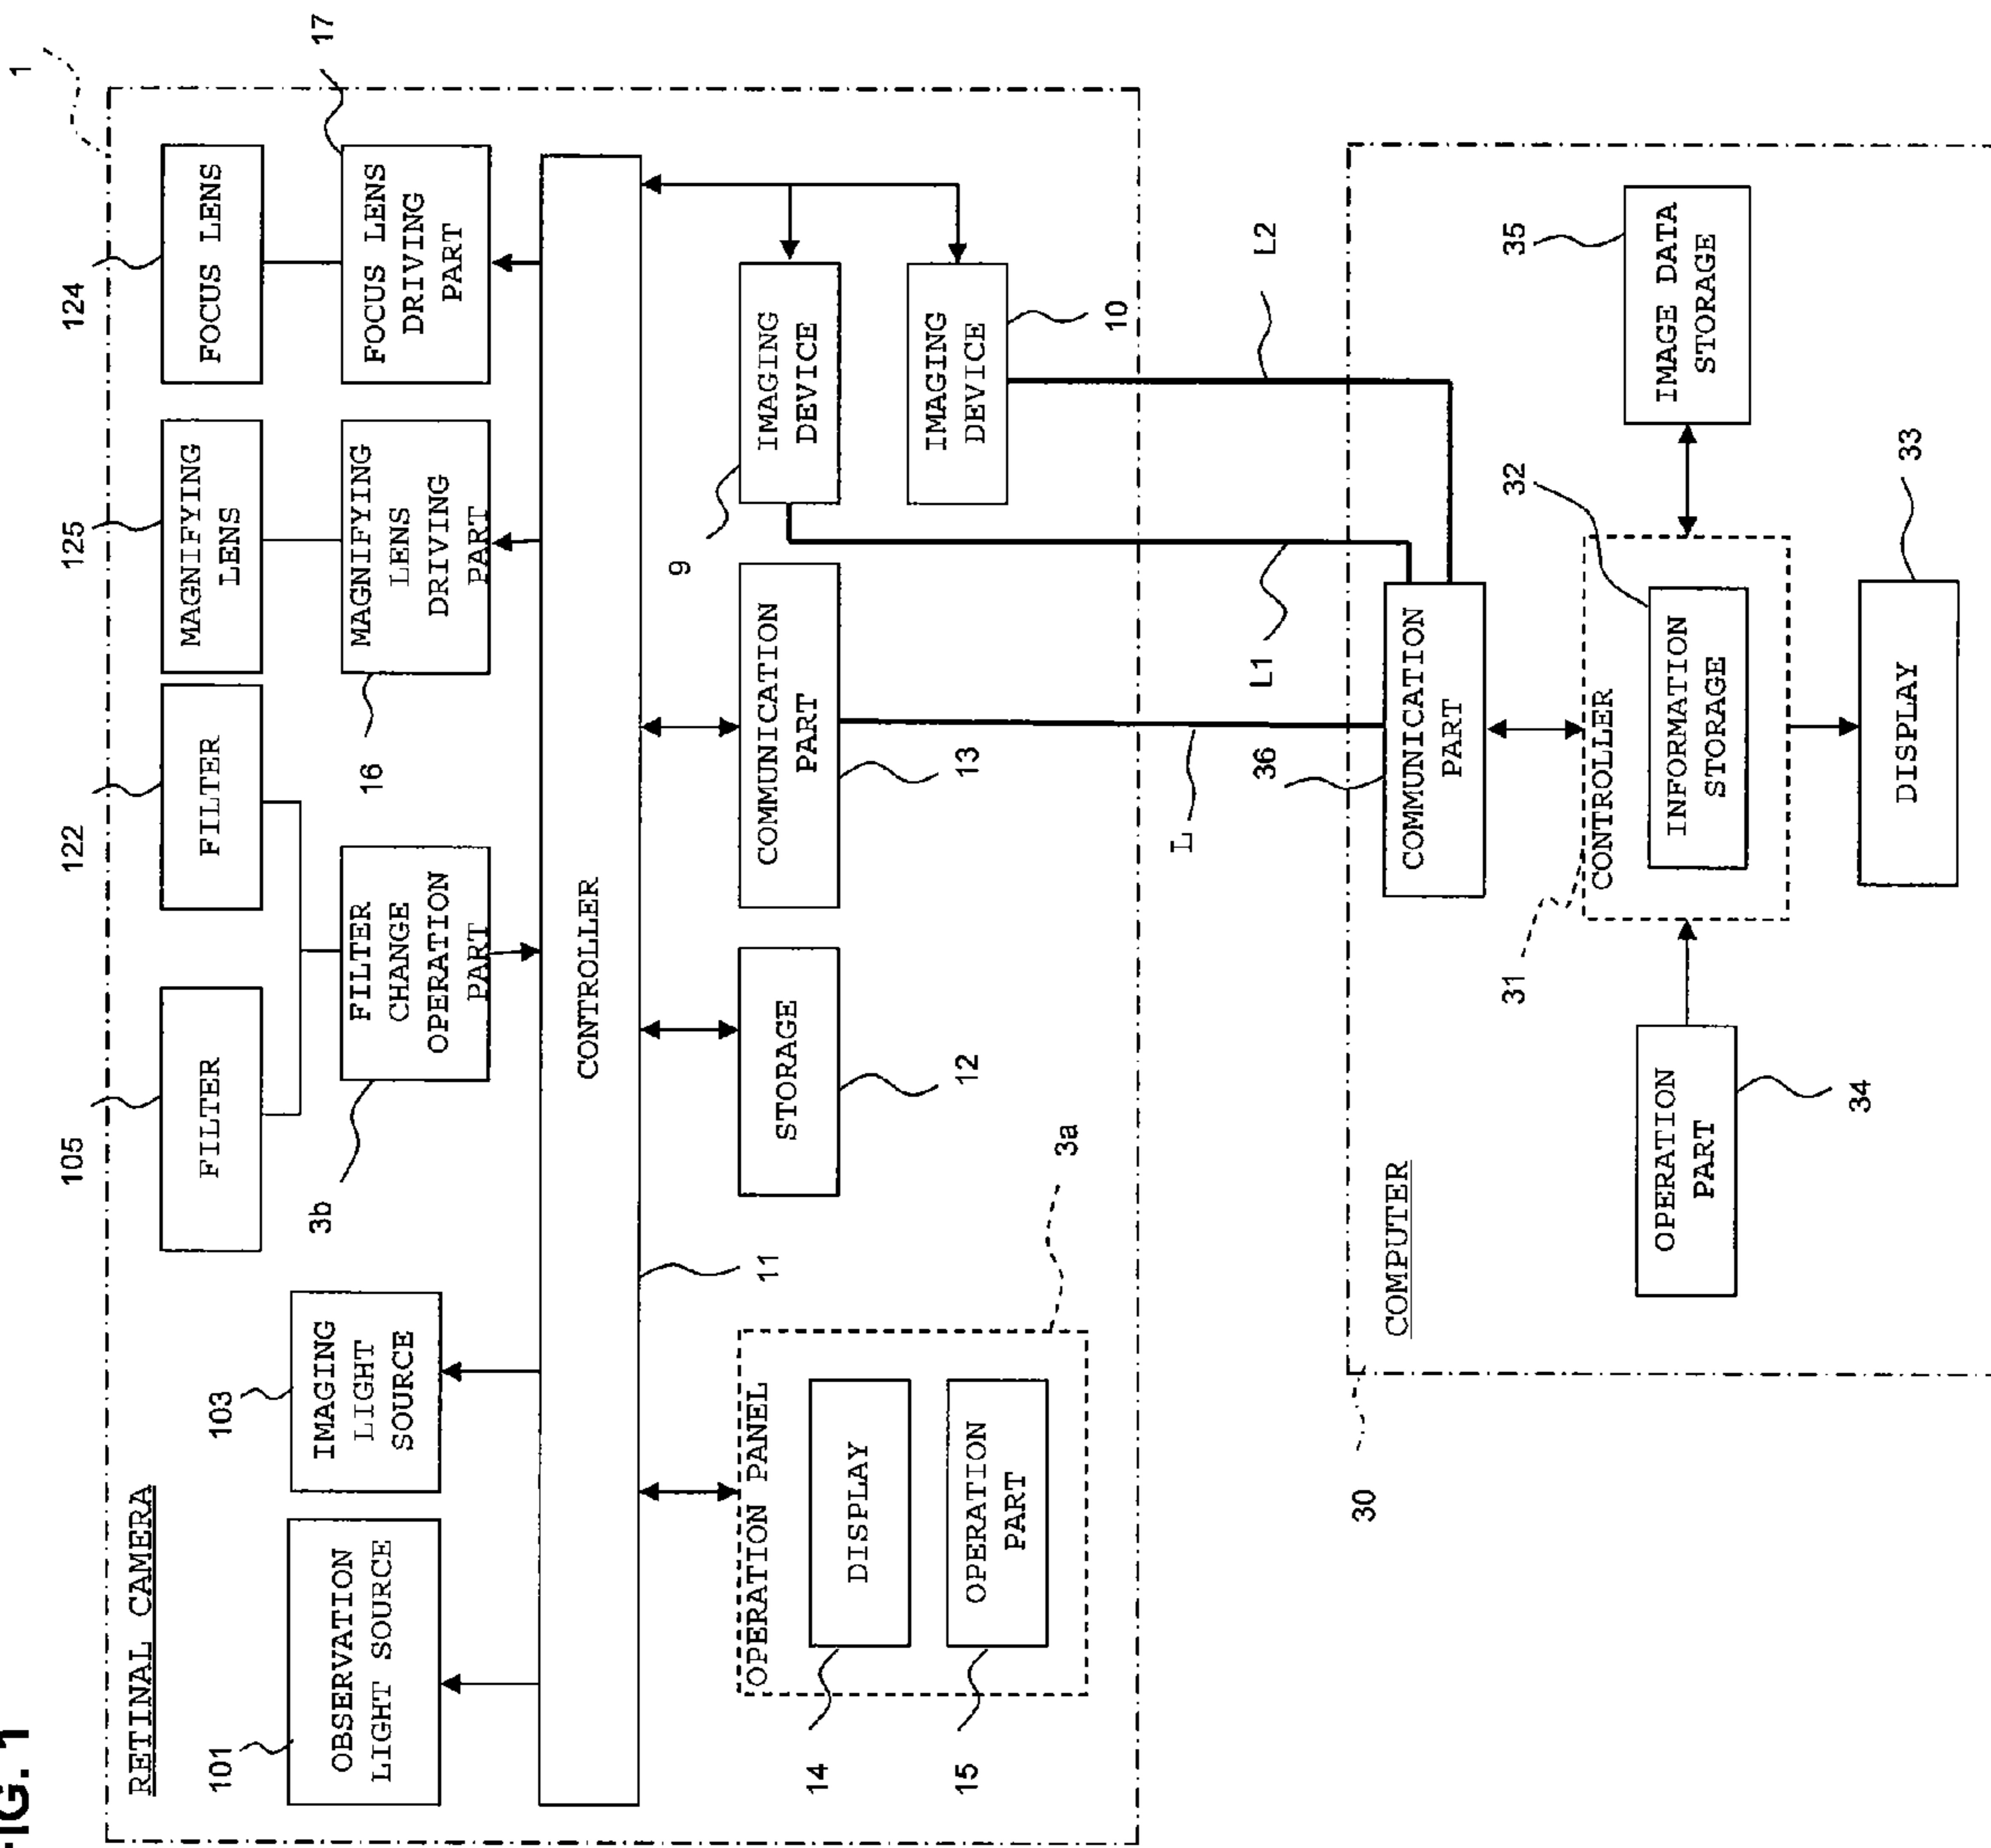 FIG. 1
1
RETINAL CAMERA
101
OBSERVATION
LIGHT SOURCE
103
IMAGING
LIGHT
SOURCE
105
FILTER
122
FILTER
3b
FILTER
CHANGE
OPERATION
PART
125
MAGNIFYING
LENS
16
MAGNIFYING
LENS
DRIVING
PART
124
FOCUS LENS
17
FOCUS LENS
DRIVING
PART
CONTROLLER
11
OPERATION PANEL
3a
DISPLAY
14
OPERATION
PART
15
STORAGE
12
COMMUNICATION
PART
13
9
IMAGING
DEVICE
IMAGING
DEVICE
10
L
L1
L2
30
COMPUTER
36
COMMUNICATION
PART
31
CONTROLLER
32
INFORMATION
STORAGE
35
IMAGE DATA
STORAGE
OPERATION
PART
34
DISPLAY
33